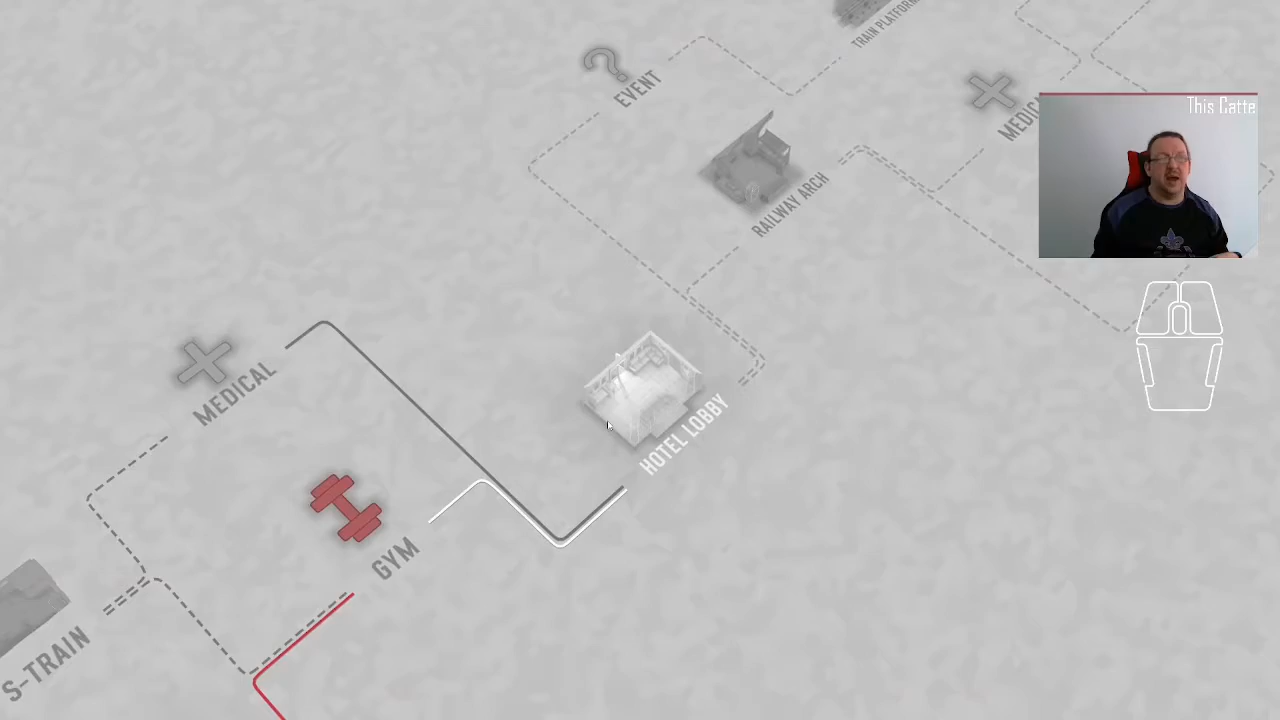 TRAIN PLATFORM
EVENT
This Catte
RAILWAY ARCH
MEDICAL
HOTEL LOBBY
GYM
S-TRAIN